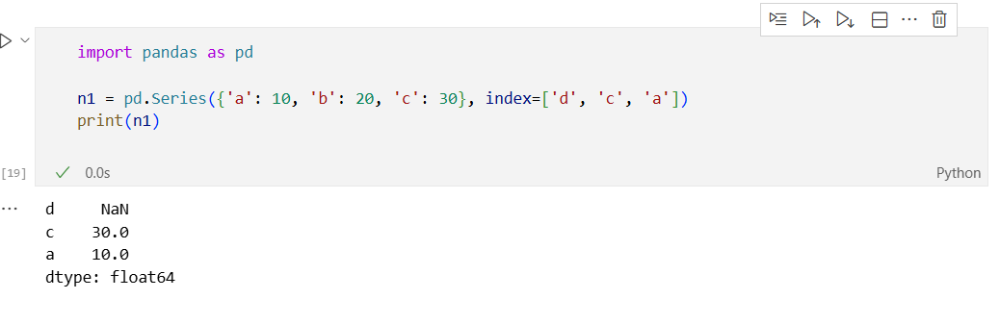 import pandas as pd
n1 = pd.Series({'a': 10, 'b': 20, 'c': 30}, index=['d', 'c', 'a'])
print(n1)
[19]
0.0s
Python
d      NaN
c     30.0
a     10.0
dtype: float64